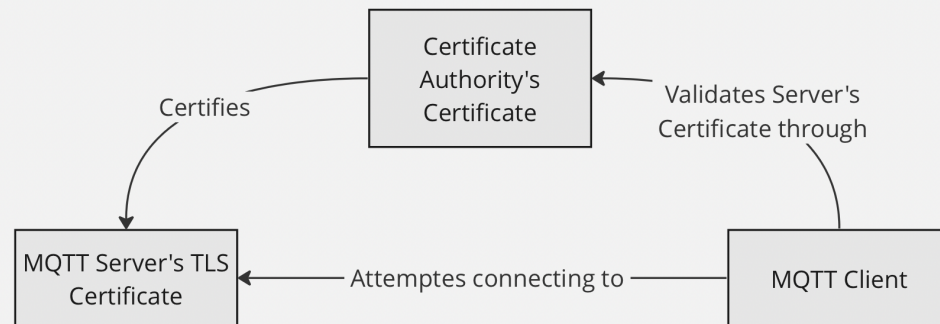 Certificate
Authority's
Certificate
Certifies
Validates Server's
Certificate through
MQTT Server's TLS
Certificate
Attemptes connecting to
MQTT Client